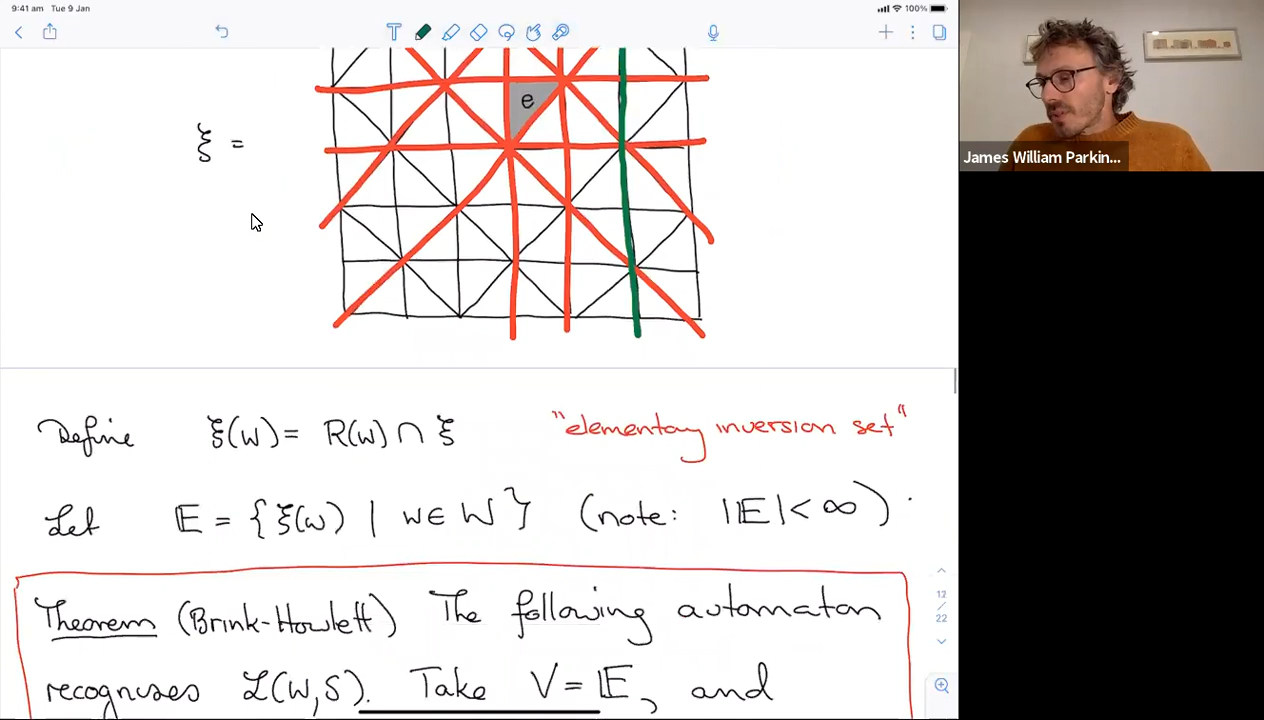 9:41 am Tue 9 Jan
100%
e
ξ =
James William Parkin...
Define ξ(w) = R(w) ∩ ξ "elementary inversion set"
Let 𝔼 = { ξ(w) | w ∈ W } (note: |𝔼| < ∞).
Theorem (Brink-Howlett) The following automaton
recognises ℒ(W,S). Take V = 𝔼, and
12
/
22